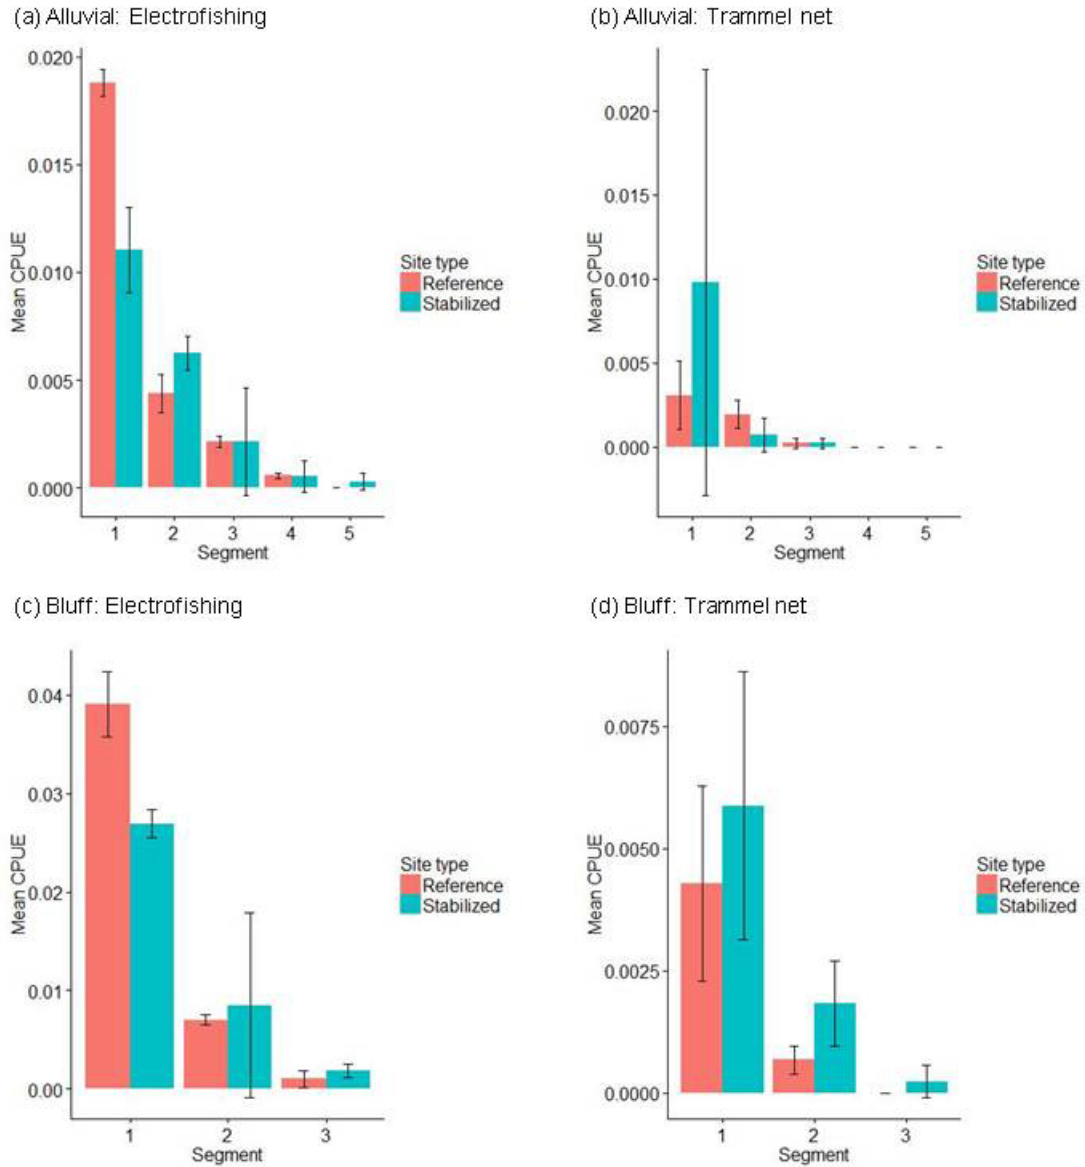 (a) Alluvial: Electrofishing
0.020
0.015
0.010
0.005
0.000
Mean CPUE
1 2 3 4 5
Segment
Site type
Reference
Stabilized
(b) Alluvial: Trammel net
0.020
0.015
0.010
0.005
0.000
Mean CPUE
1 2 3 4 5
Segment
Site type
Reference
Stabilized
(c) Bluff: Electrofishing
0.04
0.03
0.02
0.01
0.00
Mean CPUE
1 2 3
Segment
Site type
Reference
Stabilized
(d) Bluff: Trammel net
0.0075
0.0050
0.0025
0.0000
Mean CPUE
1 2 3
Segment
Site type
Reference
Stabilized